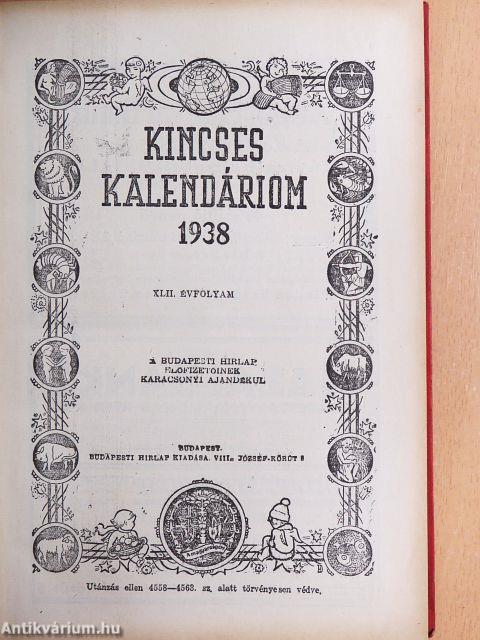 KINCSES
KALENDÁRIOM
1938
XLII. ÉVFOLYAM
A BUDAPESTI HIRLAP
ELŐFIZETŐINEK
KARÁCSONYI AJÁNDÉKUL
BUDAPEST.
BUDAPESTI HIRLAP KIADÁSA. VIII., JÓZSEF-KÖRÚT 5
Utánzás ellen 4558—4563. sz. alatt törvényesen védve.
Antikvárium.hu